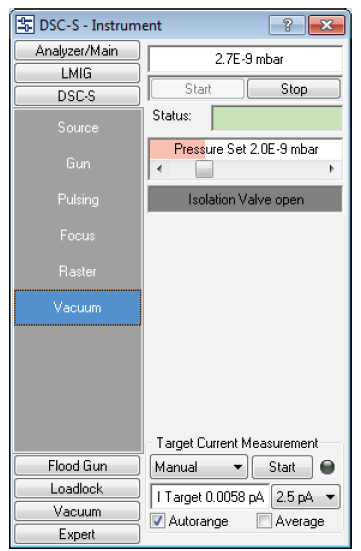 DSC-S - Instrument
Analyzer/Main
LMIG
DSC-S
Source
Gun
Pulsing
Focus
Raster
Vacuum
Flood Gun
Loadlock
Vacuum
Expert
2.7E-9 mbar
Start Stop
Status:
Pressure Set 2.0E-9 mbar
Isolation Valve open
Target Current Measurement
Manual Start
I Target 0.0058 pA 2.5 pA
Autorange Average